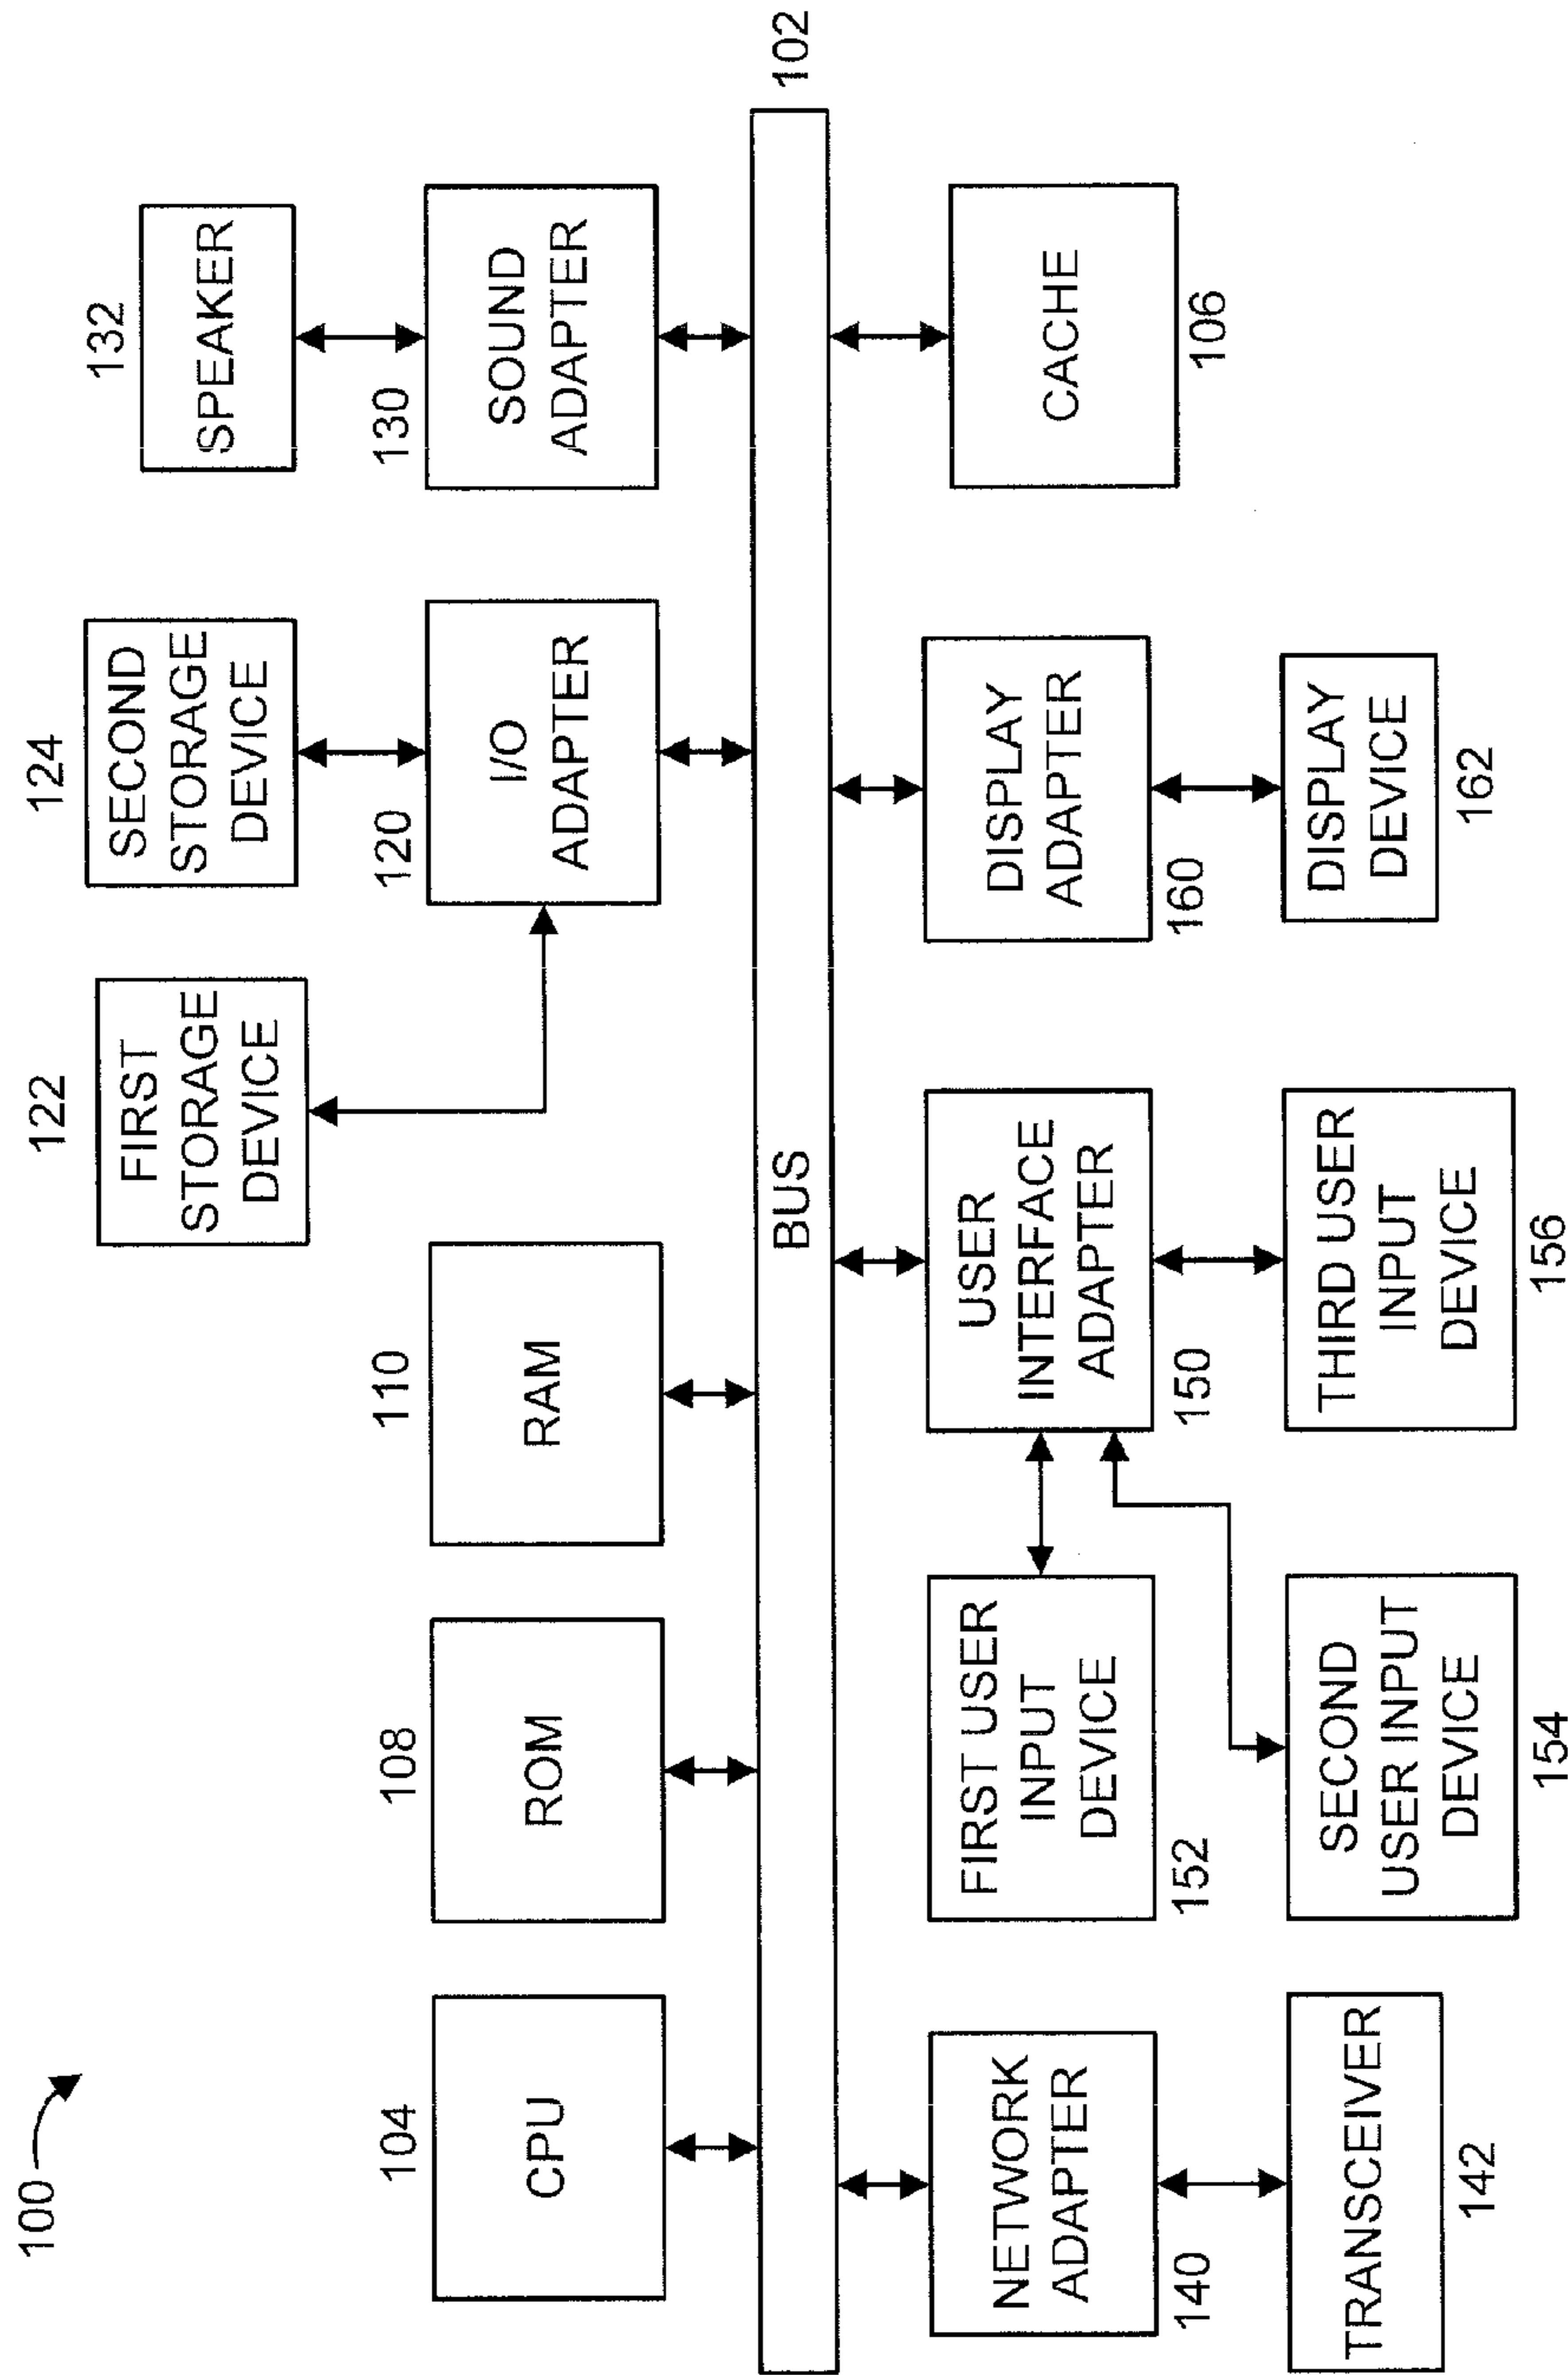 100
104
CPU
108
ROM
110
RAM
122
FIRST
STORAGE
DEVICE
124
SECOND
STORAGE
DEVICE
120
I/O
ADAPTER
132
SPEAKER
130
SOUND
ADAPTER
BUS
102
NETWORK
ADAPTER
140
TRANSCEIVER
142
FIRST USER
INPUT
DEVICE
152
SECOND
USER INPUT
DEVICE
154
USER
INTERFACE
ADAPTER
150
THIRD USER
INPUT
DEVICE
156
DISPLAY
ADAPTER
160
DISPLAY
DEVICE
162
CACHE
106